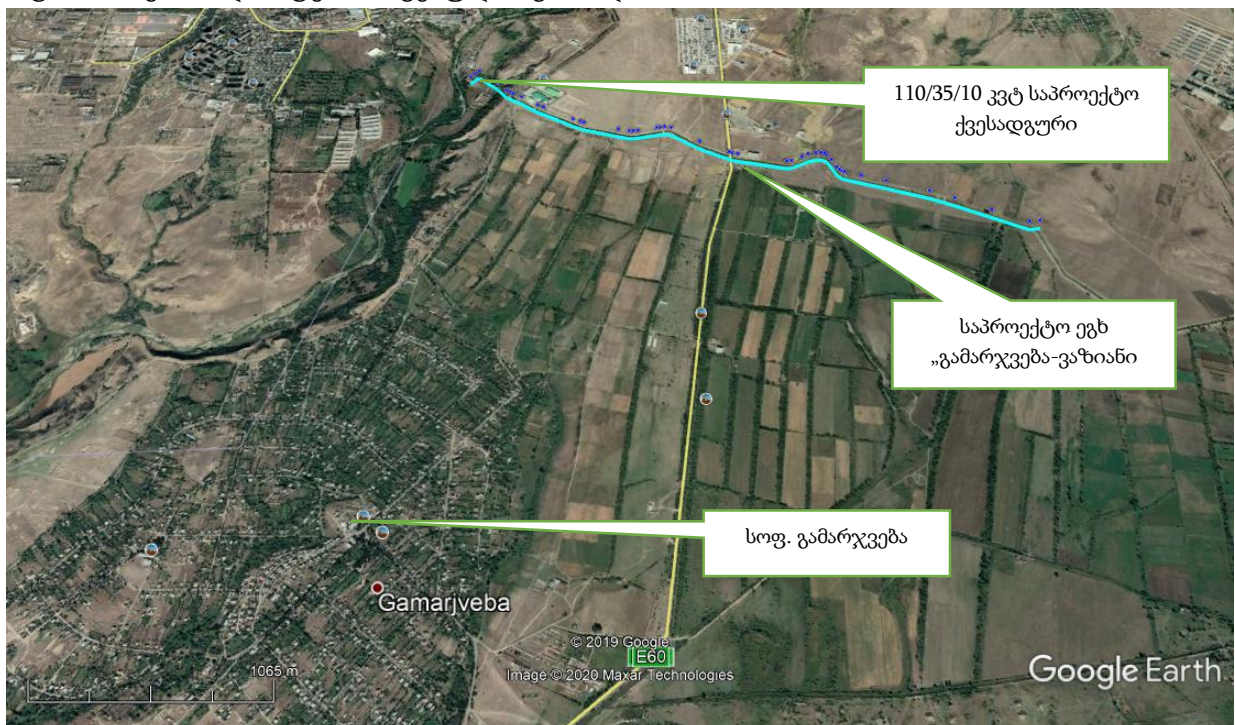 110/35/10 კვტ საპროექტო
ქვესადგური
საპროექტო ეგხ
„გამარჯვება-ვაზიანი
სოფ. გამარჯვება
Gamarjveba
1065 m
© 2019 Google
E60
Image © 2020 Maxar Technologies
Google Earth